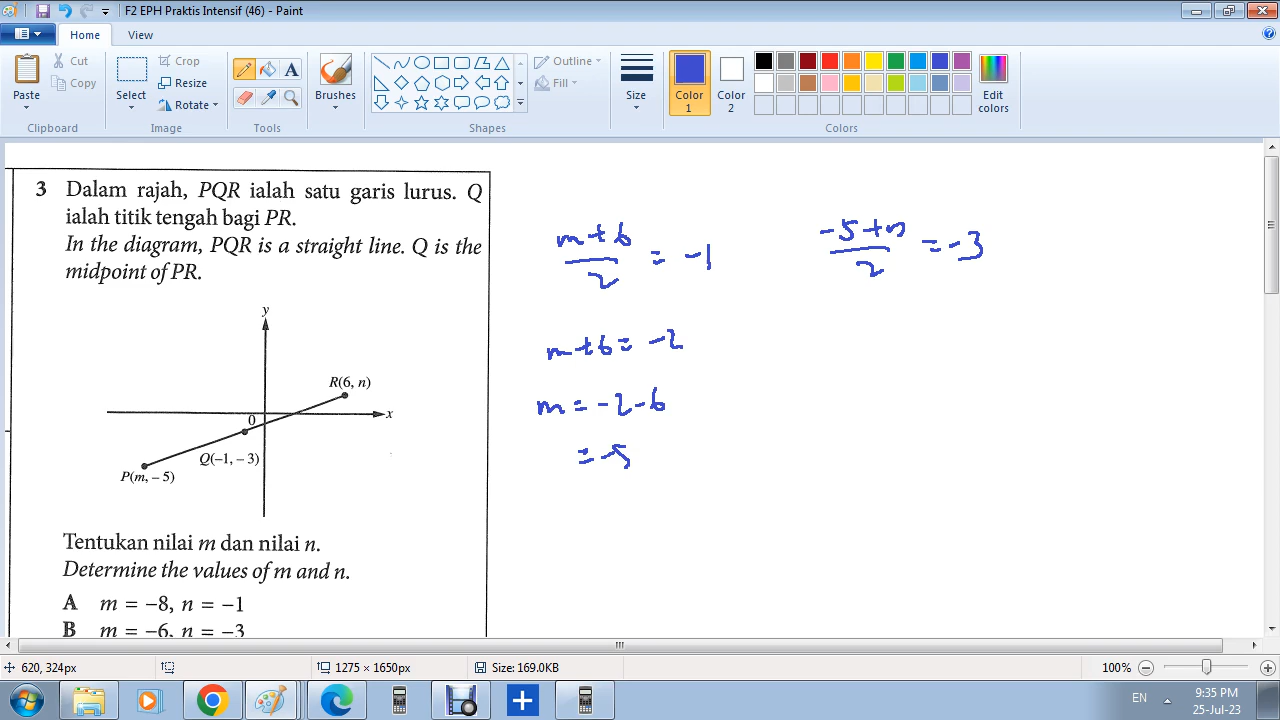 F2 EPH Praktis Intensif (46) - Paint
Home
View
Paste
Cut
Copy
Clipboard
Select
Crop
Resize
Rotate
Image
A
Tools
Brushes
Outline
Fill
Shapes
Size
Color 1
Color 2
Edit colors
Colors
3 Dalam rajah, PQR ialah satu garis lurus. Q
ialah titik tengah bagi PR.
In the diagram, PQR is a straight line. Q is the
midpoint of PR.
y
R(6, n)
0
x
Q(−1, − 3)
P(m, − 5)
Tentukan nilai m dan nilai n.
Determine the values of m and n.
A m = −8, n = −1
B m = −6, n = −3
m+6
2
= -1
m+6 = -2
m = -2-6
-5+n
2
= -3
620, 324px
1275 × 1650px
Size: 169.0KB
100%
EN
9:35 PM
25-Jul-23